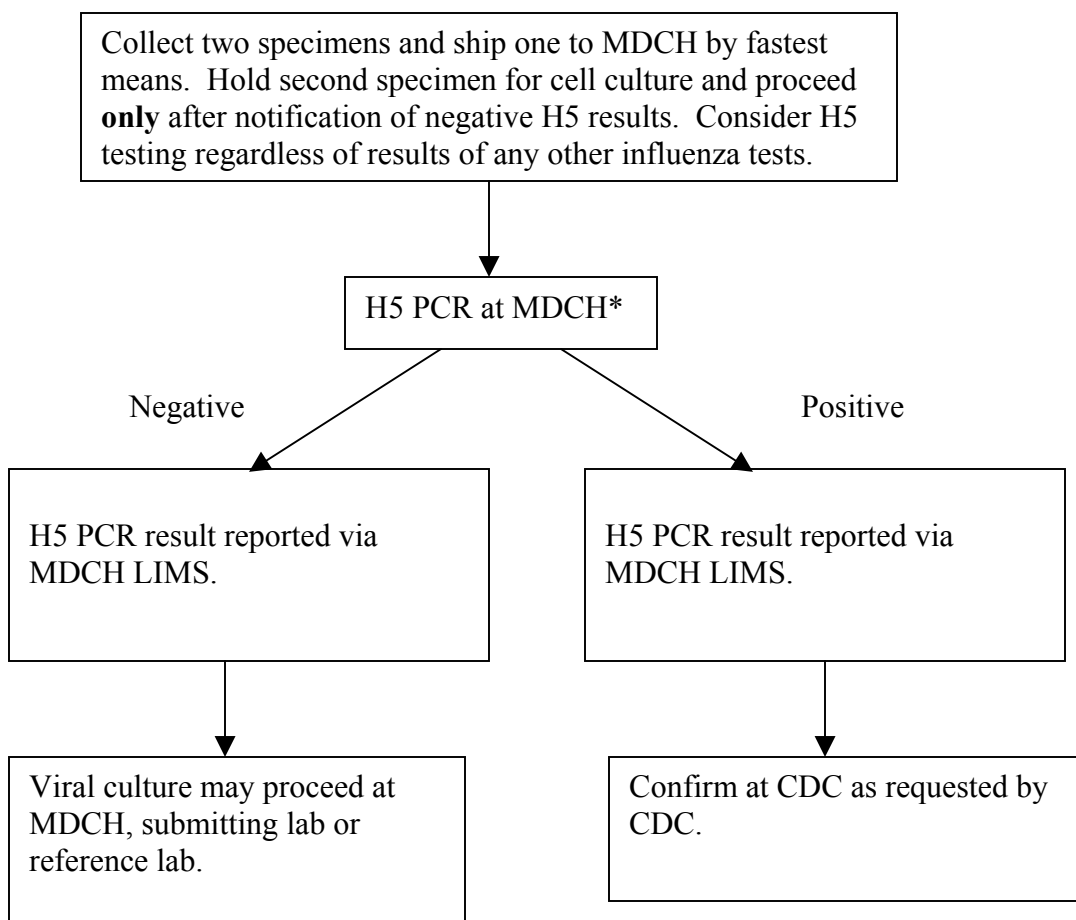 Collect two specimens and ship one to MDCH by fastest
means.  Hold second specimen for cell culture and proceed
only after notification of negative H5 results.  Consider H5
testing regardless of results of any other influenza tests.
H5 PCR at MDCH*
Negative
Positive
H5 PCR result reported via
MDCH LIMS.
H5 PCR result reported via
MDCH LIMS.
Viral culture may proceed at
MDCH, submitting lab or
reference lab.
Confirm at CDC as requested by
CDC.